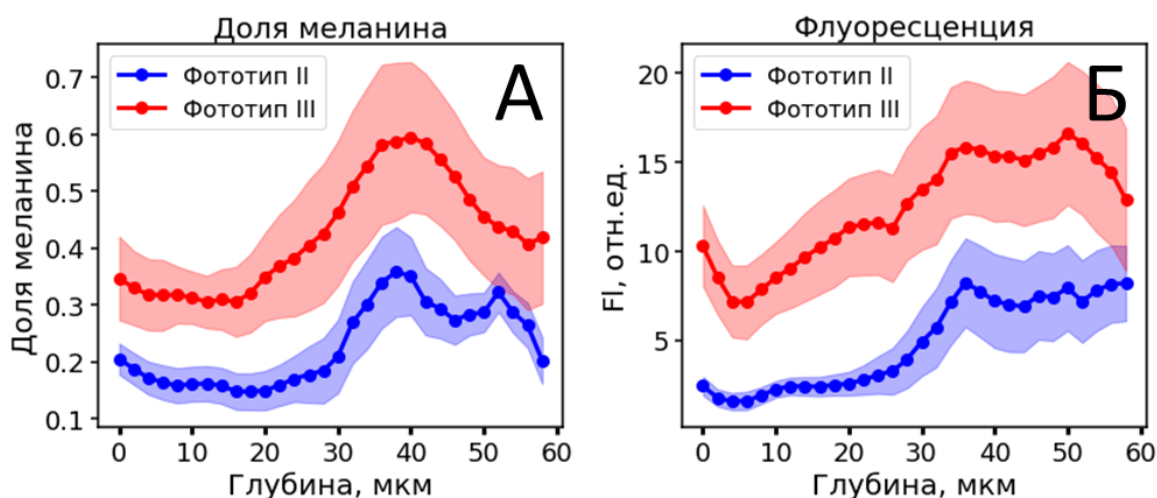 Доля меланина
Доля меланина
0.7
0.6
0.5
0.4
0.3
0.2
0.1
Фототип II
Фототип III
А
0 10 20 30 40 50 60
Глубина, мкм
Флуоресценция
Fl, отн.ед.
20
15
10
5
Фототип II
Фототип III
Б
0 10 20 30 40 50 60
Глубина, мкм